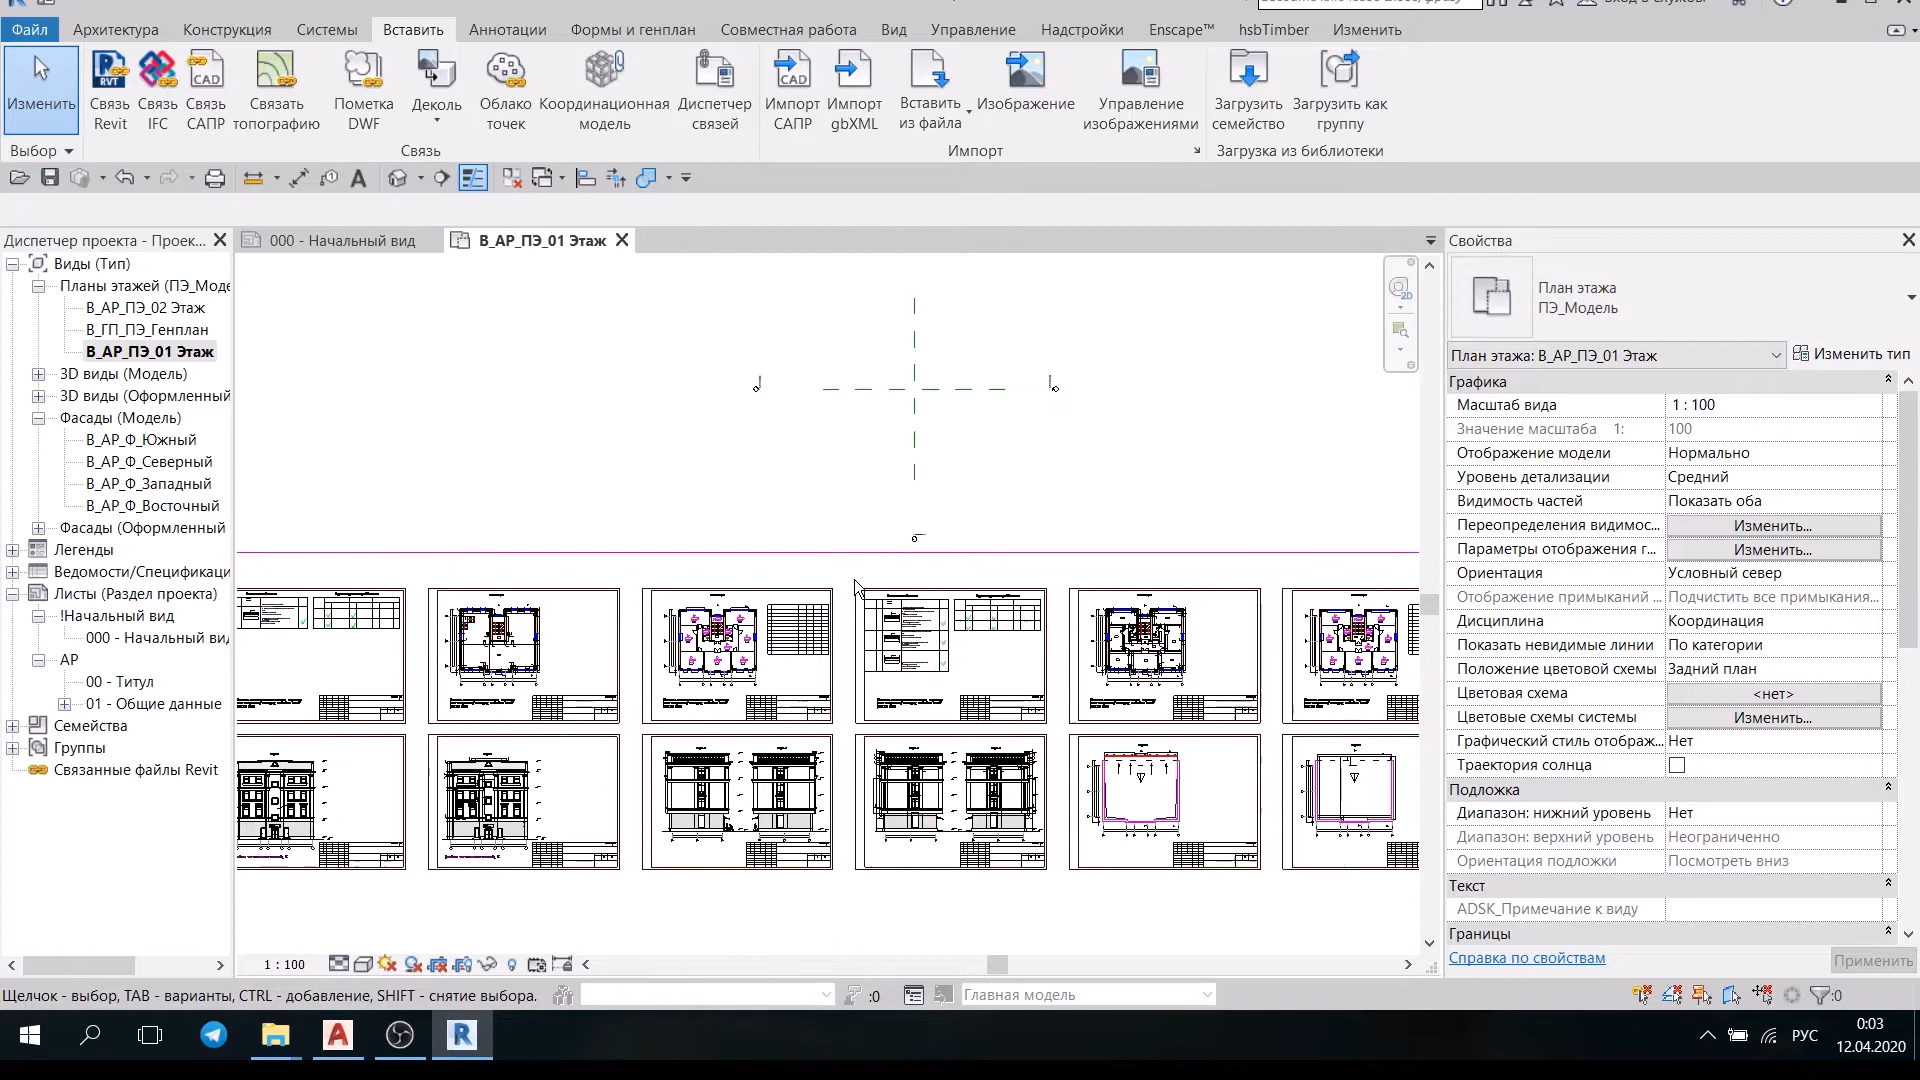 Файл
Архитектура
Конструкция
Системы
Вставить
Аннотации
Формы и генплан
Совместная работа
Вид
Управление
Надстройки
Enscape™
hsbTimber
Изменить
Изменить
Связь
Revit
Связь
IFC
Связь
САПР
Связать
топографию
Пометка
DWF
Деколь
Облако
точек
Координационная
модель
Диспетчер
связей
Импорт
САПР
Импорт
gbXML
Вставить
из файла
Изображение
Управление
изображениями
Загрузить
семейство
Загрузить как
группу
Выбор
Связь
Импорт
Загрузка из библиотеки
Диспетчер проекта - Проек...
000 - Начальный вид
В_АР_ПЭ_01 Этаж
Свойства
Виды (Тип)
Планы этажей (ПЭ_Моде
В_АР_ПЭ_02 Этаж
В_ГП_ПЭ_Генплан
В_АР_ПЭ_01 Этаж
3D виды (Модель)
3D виды (Оформленный
Фасады (Модель)
В_АР_Ф_Южный
В_АР_Ф_Северный
В_АР_Ф_Западный
В_АР_Ф_Восточный
Фасады (Оформленный
Легенды
Ведомости/Спецификаци
Листы (Раздел проекта)
!Начальный вид
000 - Начальный вид
АР
00 - Титул
01 - Общие данные
Семейства
Группы
Связанные файлы Revit
2D
План этажа
ПЭ_Модель
План этажа: В_АР_ПЭ_01 Этаж
Изменить тип
Графика
Масштаб вида 1 : 100
Значение масштаба 1: 100
Отображение модели Нормально
Уровень детализации Средний
Видимость частей Показать оба
Переопределения видимос... Изменить...
Параметры отображения г... Изменить...
Ориентация Условный север
Отображение примыканий ... Подчистить все примыкания...
Дисциплина Координация
Показать невидимые линии По категории
Положение цветовой схемы Задний план
Цветовая схема <нет>
Цветовые схемы системы Изменить...
Графический стиль отображ... Нет
Траектория солнца
Подложка
Диапазон: нижний уровень Нет
Диапазон: верхний уровень Неограниченно
Ориентация подложки Посмотреть вниз
Текст
ADSK_Примечание к виду
Границы
Справка по свойствам
Применить
1 : 100
Щелчок - выбор, TAB - варианты, CTRL - добавление, SHIFT - снятие выбора.
:0
Главная модель
:0
РУС
0:03
12.04.2020